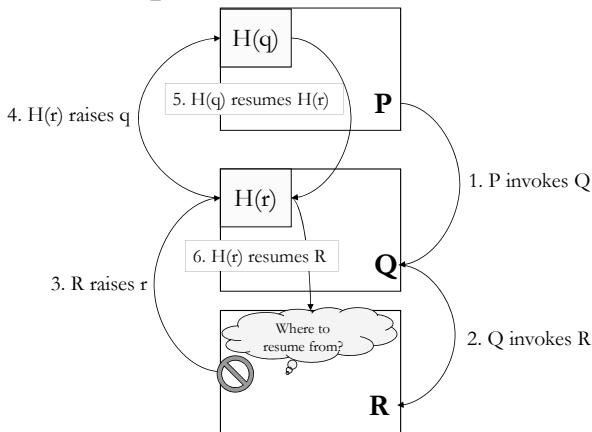 H(q)
5. H(q) resumes H(r)
P
4. H(r) raises q
1. P invokes Q
H(r)
6. H(r) resumes R
Q
3. R raises r
Where to
resume from?
2. Q invokes R
R